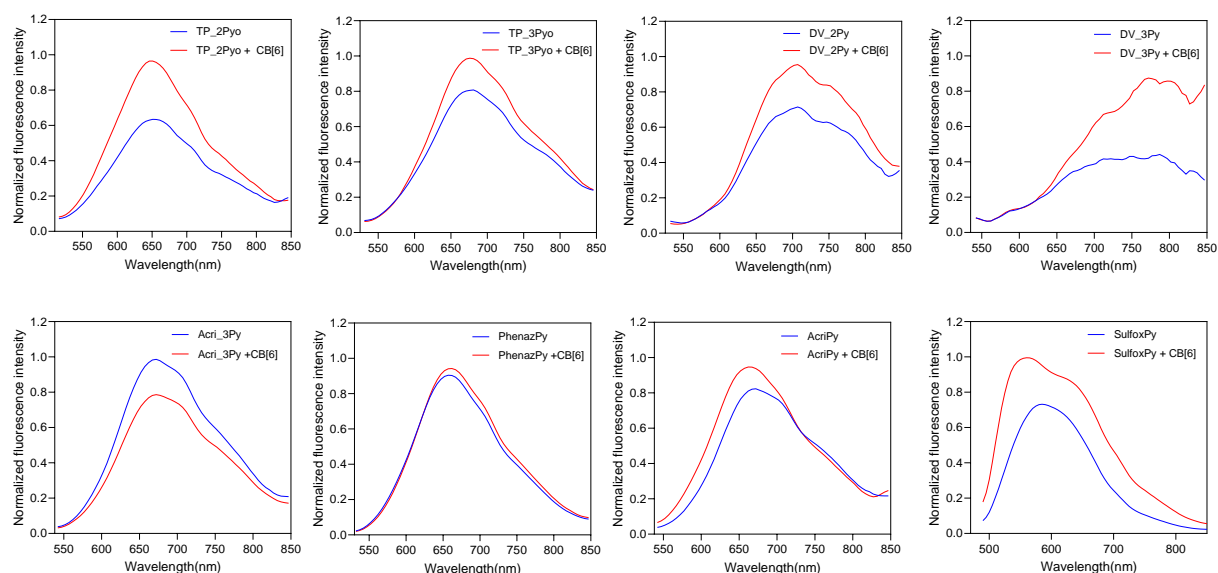 Normalized fluorescence intensity
1.2
1.0
0.8
0.6
0.4
0.2
0.0
TP_2Pyo
TP_2Pyo + CB[6]
550 600 650 700 750 800 850
Wavelength(nm)
Normalized fluorescence intensity
1.2
1.0
0.8
0.6
0.4
0.2
0.0
TP_3Pyo
TP_3Pyo + CB[6]
550 600 650 700 750 800 850
Wavelength(nm)
Normalized fluorescence intensity
1.2
1.0
0.8
0.6
0.4
0.2
0.0
DV_2Py
DV_2Py + CB[6]
550 600 650 700 750 800 850
Wavelength(nm)
Normalized fluorescence intensity
1.2
1.0
0.8
0.6
0.4
0.2
0.0
DV_3Py
DV_3Py + CB[6]
550 600 650 700 750 800 850
Wavelength(nm)
Normalized fluorescence intensity
1.2
1.0
0.8
0.6
0.4
0.2
0.0
Acri_3Py
Acri_3Py +CB[6]
550 600 650 700 750 800 850
Wavelength(nm)
Normalized fluorescence intensity
1.2
1.0
0.8
0.6
0.4
0.2
0.0
PhenazPy
PhenazPy +CB[6]
550 600 650 700 750 800 850
Wavelength(nm)
Normalized fluorescence intensity
1.2
1.0
0.8
0.6
0.4
0.2
0.0
AcriPy
AcriPy + CB[6]
550 600 650 700 750 800 850
Wavelength(nm)
Normalized fluorescence intensity
1.2
1.0
0.8
0.6
0.4
0.2
0.0
SulfoxPy
SulfoxPy + CB[6]
500 600 700 800
Wavelength(nm)